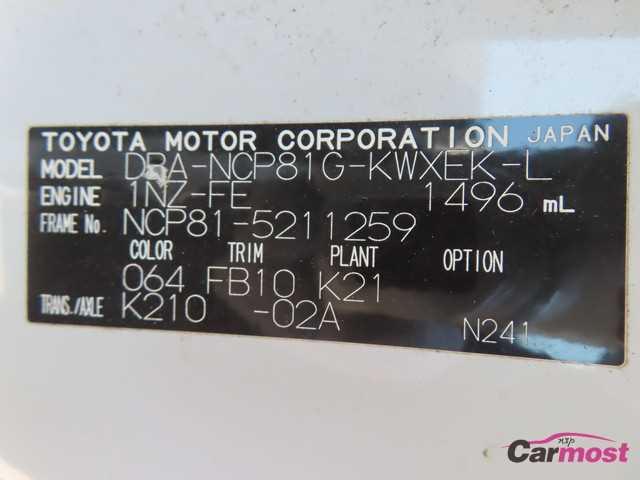 TOYOTA MOTOR CORPORATION JAPAN
MODEL DBA-NCP81G-KWXEK-L
ENGINE 1NZ-FE 1496 mL
FRAME No. NCP81-5211259
COLOR TRIM PLANT OPTION
064 FB10 K21
TRANS./AXLE K210 -02A
N241
nxp
Carmost